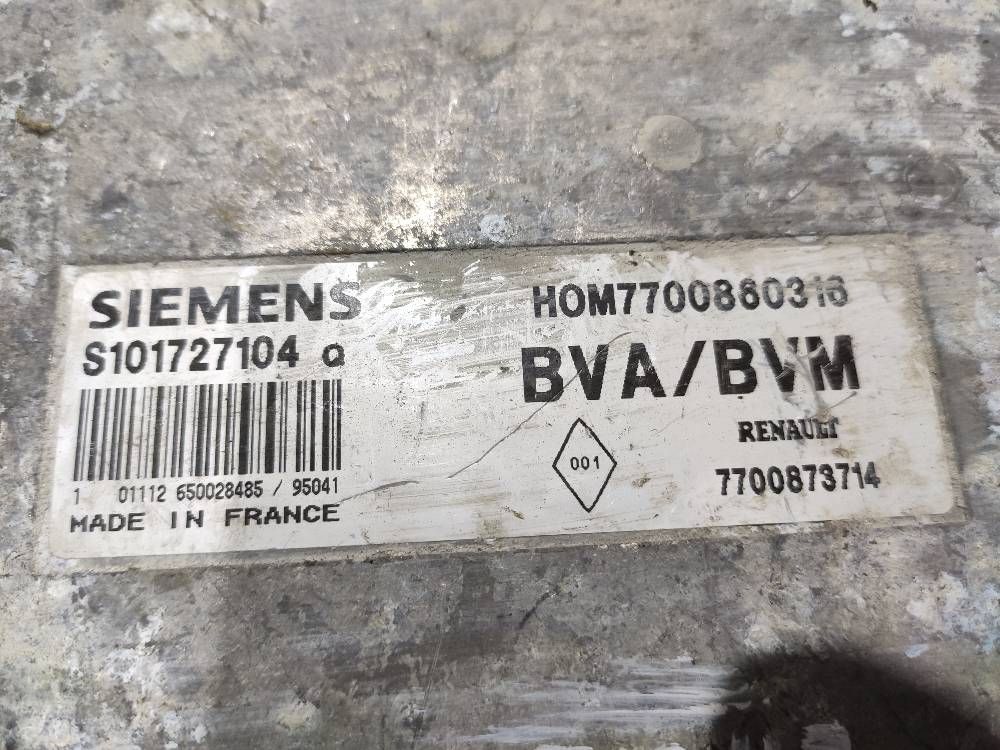 SIEMENS
S101727104 Q
1 01112 650028485 / 95041
MADE IN FRANCE
HOM7700860316
BVA/BVM
RENAULT
001
7700873714